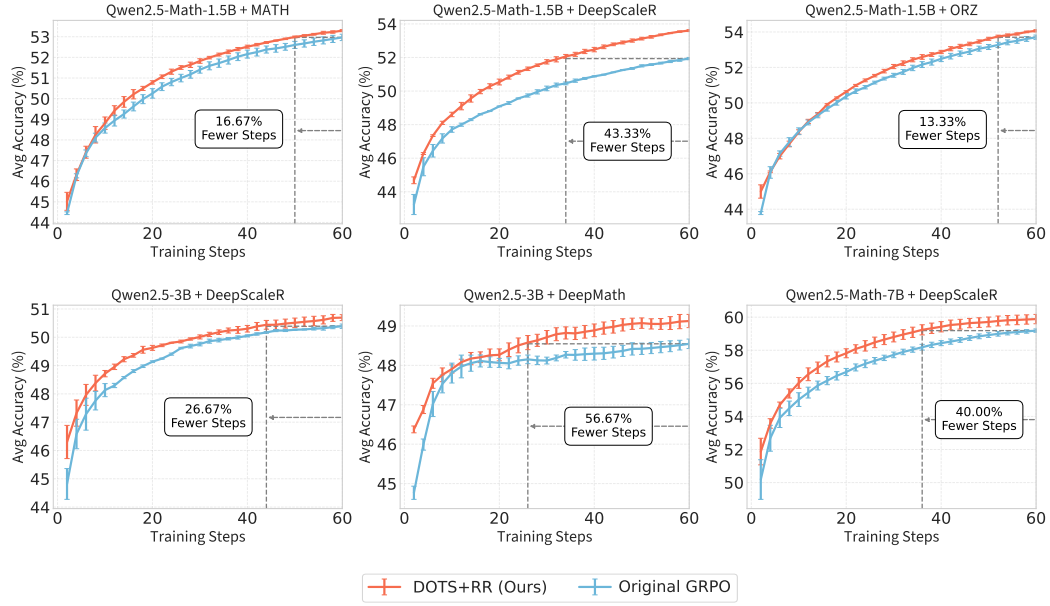 Qwen2.5-Math-1.5B + MATH
Avg Accuracy (%)
53
52
51
50
49
48
47
46
45
44
16.67%
Fewer Steps
0 20 40 60
Training Steps
Qwen2.5-Math-1.5B + DeepScaleR
Avg Accuracy (%)
54
52
50
48
46
44
43.33%
Fewer Steps
0 20 40 60
Training Steps
Qwen2.5-Math-1.5B + ORZ
Avg Accuracy (%)
54
52
50
48
46
44
13.33%
Fewer Steps
0 20 40 60
Training Steps
Qwen2.5-3B + DeepScaleR
Avg Accuracy (%)
51
50
49
48
47
46
45
44
26.67%
Fewer Steps
0 20 40 60
Training Steps
Qwen2.5-3B + DeepMath
Avg Accuracy (%)
49
48
47
46
45
56.67%
Fewer Steps
0 20 40 60
Training Steps
Qwen2.5-Math-7B + DeepScaleR
Avg Accuracy (%)
60
58
56
54
52
50
40.00%
Fewer Steps
0 20 40 60
Training Steps
DOTS+RR (Ours) Original GRPO